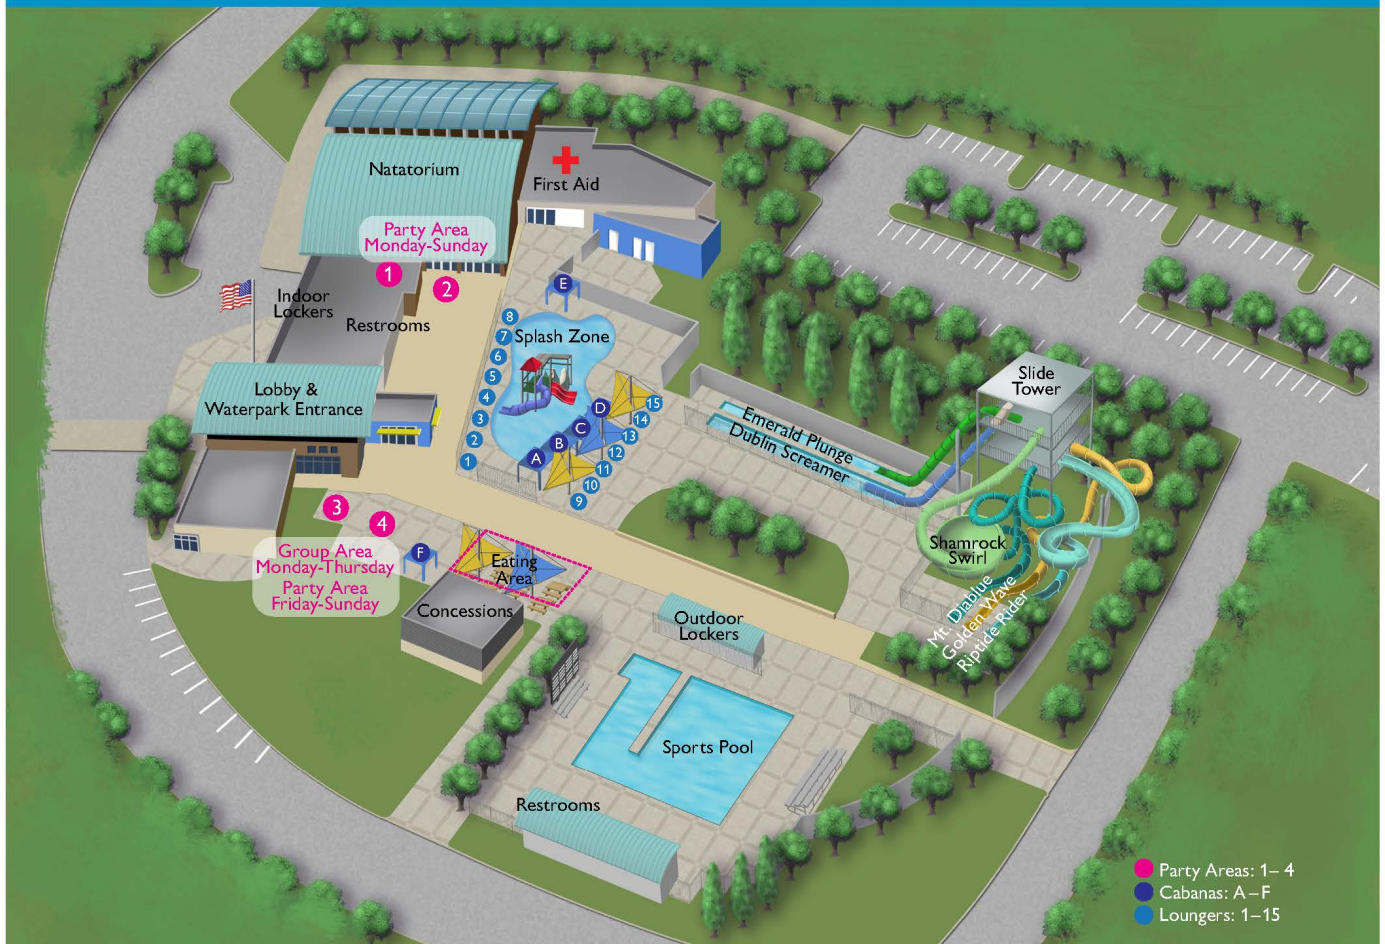 Natatorium
First Aid
Party Area
Monday-Sunday
1
2
E
Indoor
Lockers
Restrooms
8
7
6
5
4
3
2
1
Splash Zone
Lobby &
Waterpark Entrance
A
B
C
D
15
14
13
12
11
10
9
Slide
Tower
Emerald Plunge
Dublin Screamer
Shamrock
Swirl
Mt. Diablue
Golden Wave
Riptide Rider
3
4
Group Area
Monday-Thursday
Party Area
Friday-Sunday
F
Eating
Area
Concessions
Outdoor
Lockers
Sports Pool
Restrooms
Party Areas: 1– 4
Cabanas: A – F
Loungers: 1–15